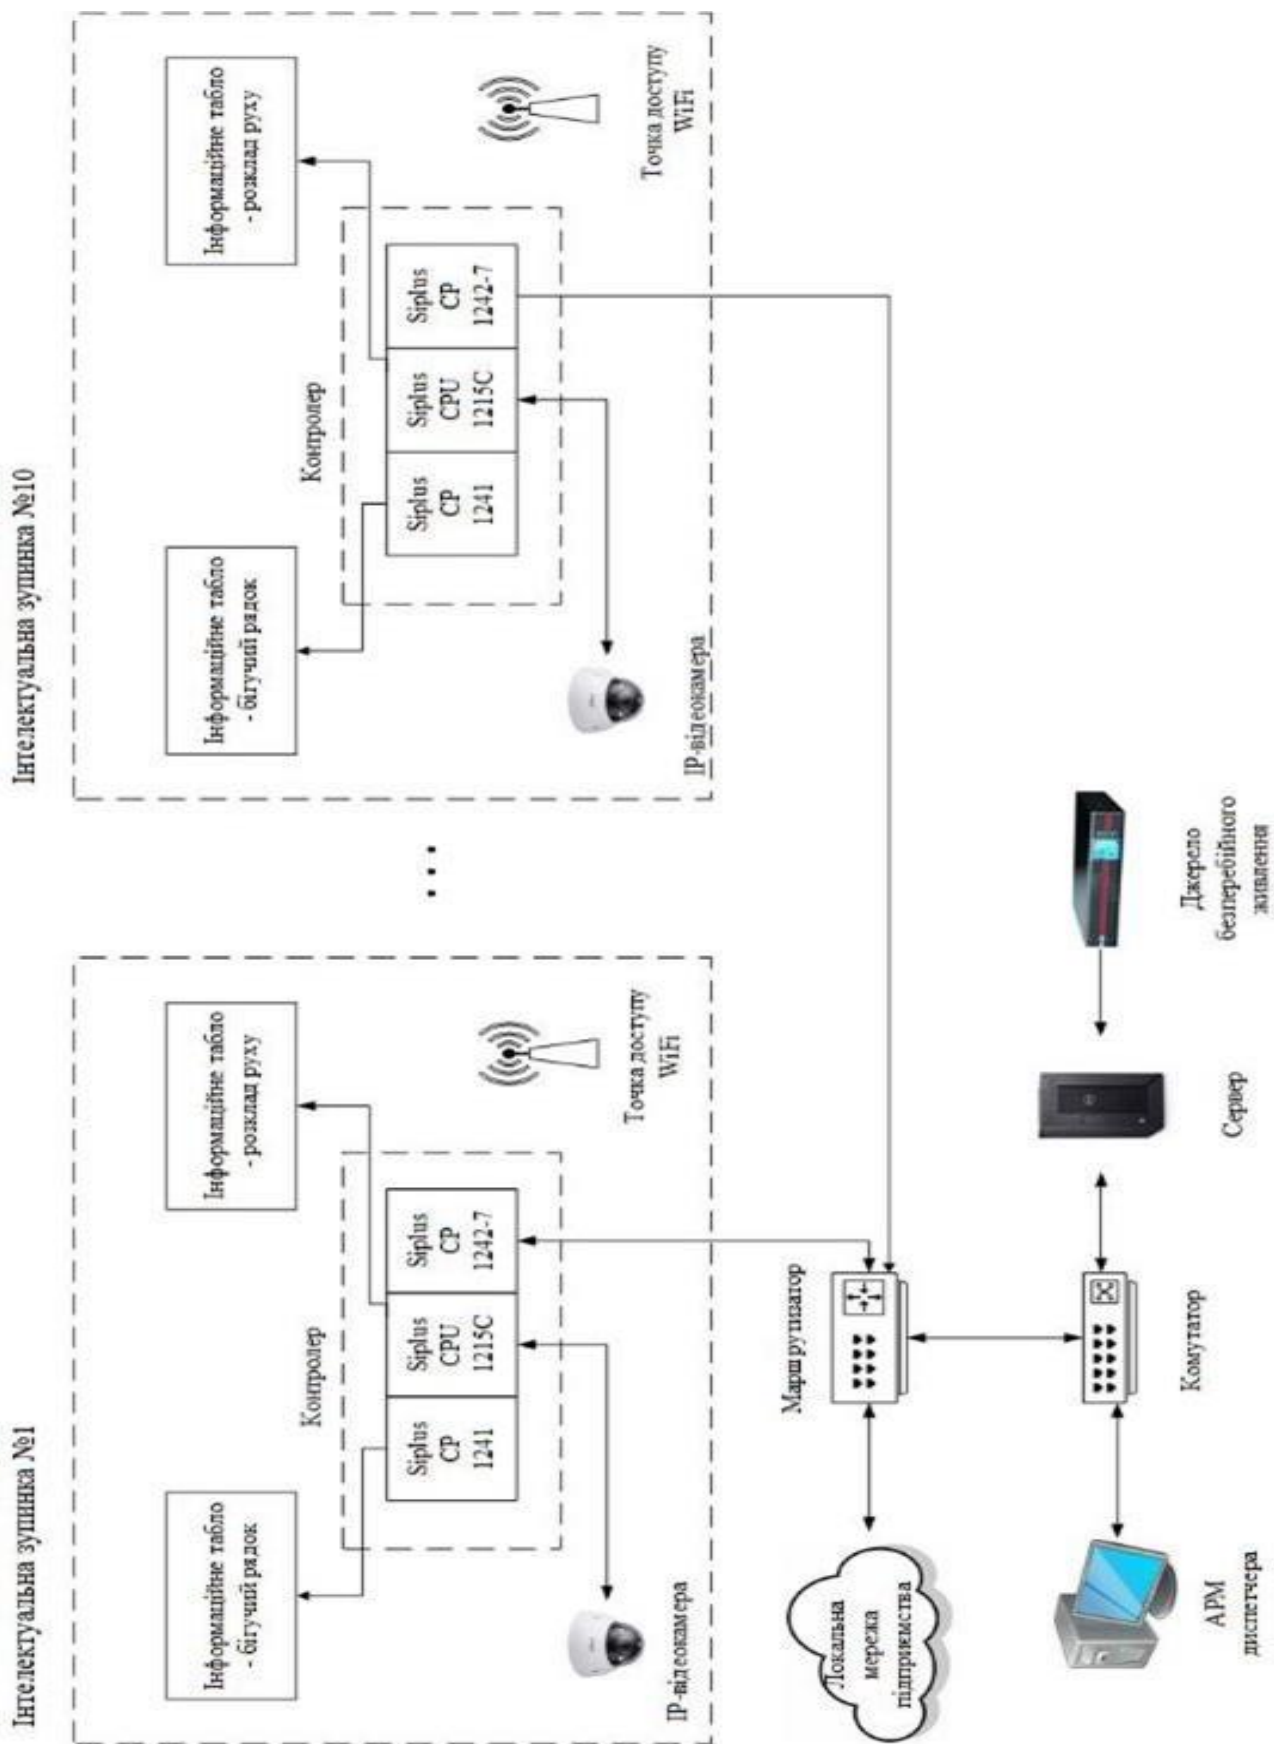 Інтелектуальна зупинка №1
Інформаційне табло
- бігучий рядок
Інформаційне табло
- розклад руху
Контролер
Siplus
CP
1241
Siplus
CPU
1215C
Siplus
CP
1242-7
IP-відеокамера
Точка доступу
WiFi
...
Інтелектуальна зупинка №10
Інформаційне табло
- бігучий рядок
Інформаційне табло
- розклад руху
Контролер
Siplus
CP
1241
Siplus
CPU
1215C
Siplus
CP
1242-7
IP-відеокамера
Точка доступу
WiFi
Локальна
мережа
підприємства
Маршрутизатор
АРМ
диспетчера
Комутатор
Сервер
Джерело
безперебійного
живлення